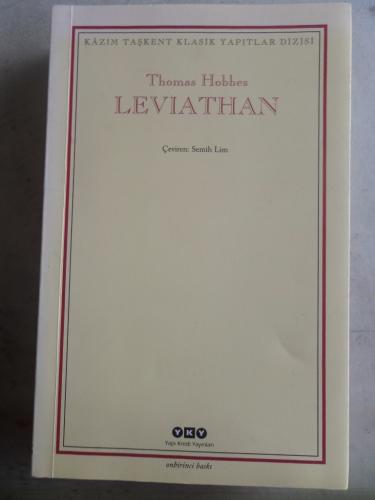 KÂZIM TAŞKENT KLASİK YAPITLAR DİZİSİ
Thomas Hobbes
LEVIATHAN
Çeviren: Semih Lim
YKY
Yapı Kredi Yayınları
onbirinci baskı